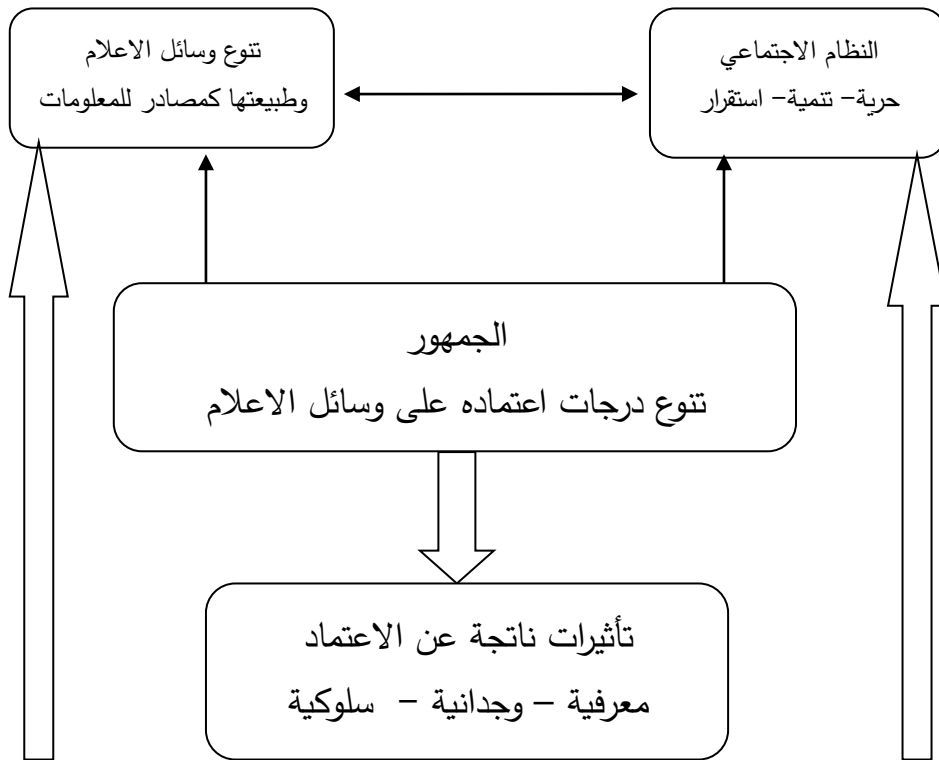 النظام الاجتماعي
حرية– تنمية– استقرار
تنوع وسائل الاعلام
وطبيعتها كمصادر للمعلومات
الجمهور
تنوع درجات اعتماده على وسائل الاعلام
تأثيرات ناتجة عن الاعتماد
معرفية – وجدانية – سلوكية